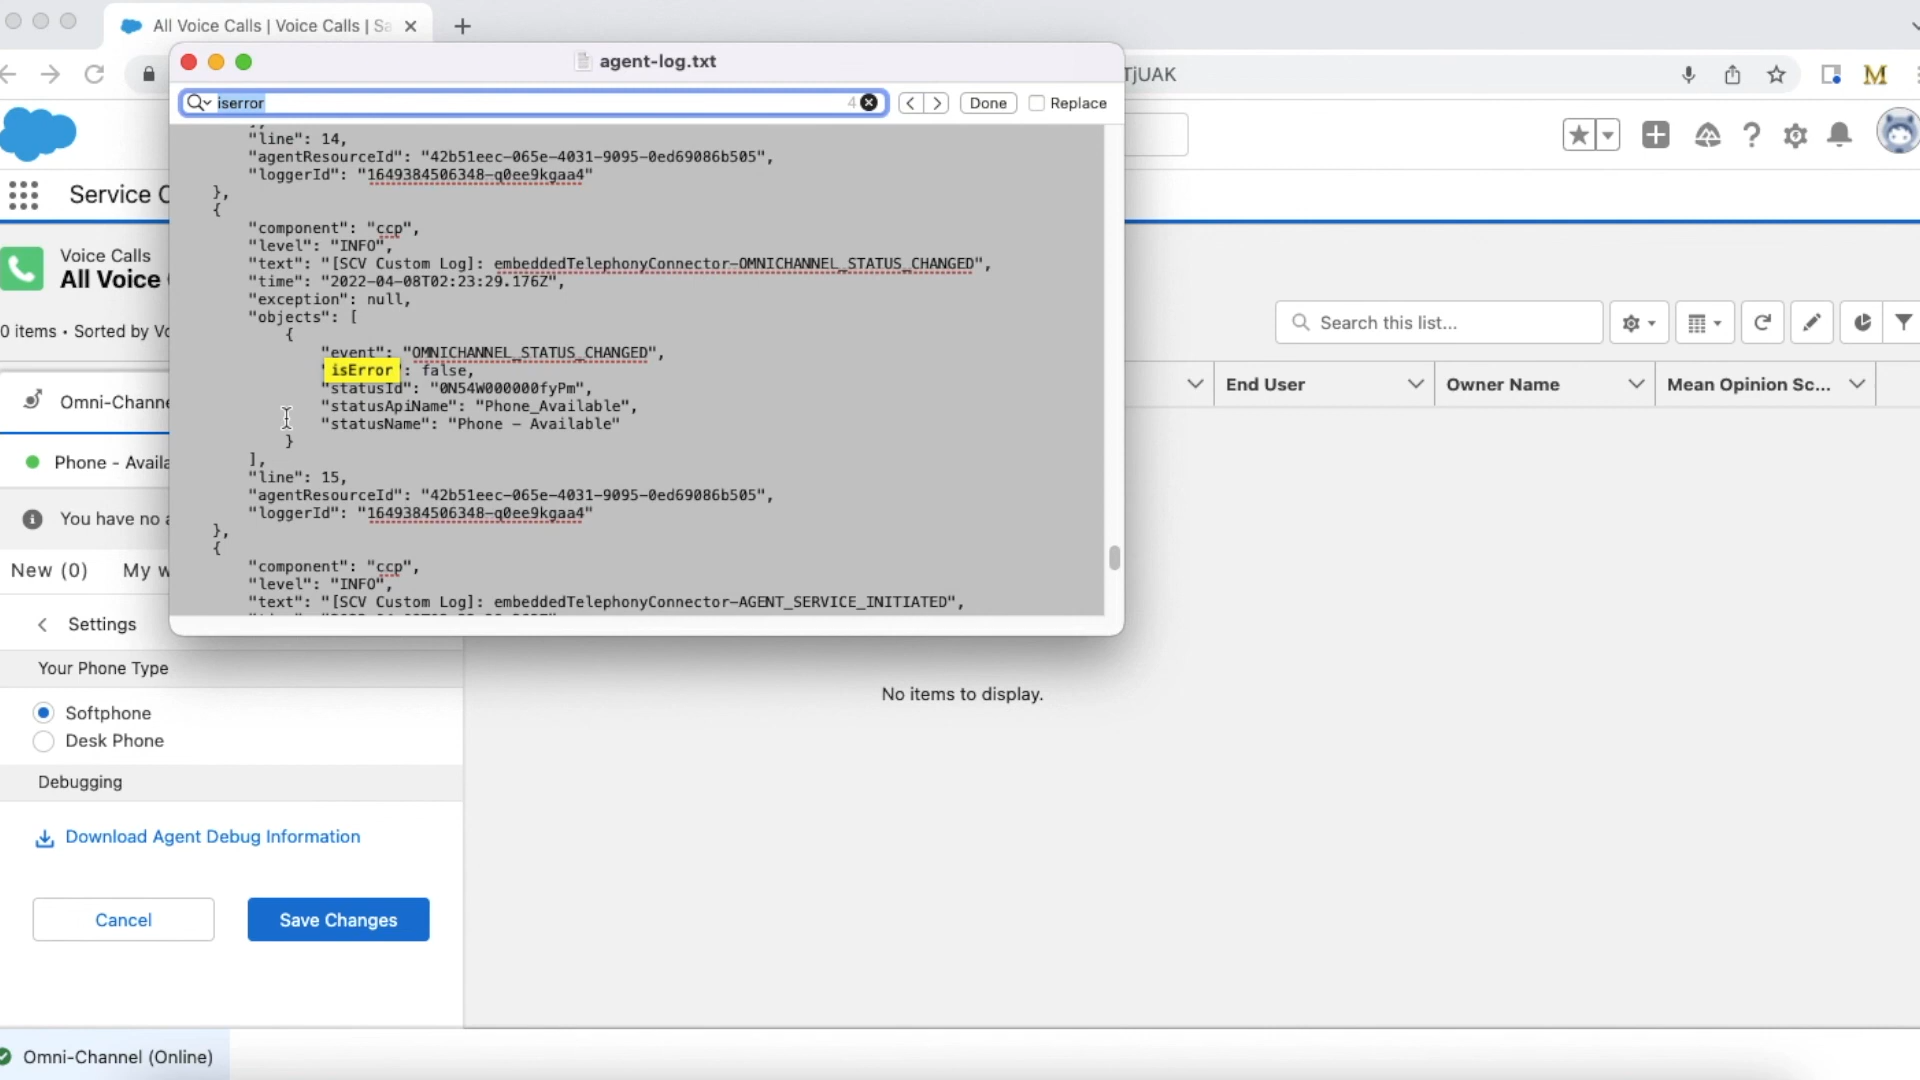 All Voice Calls | Voice Calls | Sa
agent-log.txt
TjUAK
M
iserror
4
Done
Replace
"line": 14,
"agentResourceId": "42b51eec-065e-4031-9095-0ed69086b505",
"loggerId": "1649384506348-q0ee9kgaa4"
},
{
"component": "ccp",
"level": "INFO",
"text": "[SCV Custom Log]: embeddedTelephonyConnector-OMNICHANNEL_STATUS_CHANGED",
"time": "2022-04-08T02:23:29.176Z",
"exception": null,
"objects": [
{
"event": "OMNICHANNEL_STATUS_CHANGED",
isError": false,
"statusId": "0N54W000000fyPm",
"statusApiName": "Phone_Available",
"statusName": "Phone – Available"
}
],
"line": 15,
"agentResourceId": "42b51eec-065e-4031-9095-0ed69086b505",
"loggerId": "1649384506348-q0ee9kgaa4"
},
{
"component": "ccp",
"level": "INFO",
"text": "[SCV Custom Log]: embeddedTelephonyConnector-AGENT_SERVICE_INITIATED",
Service C
Voice Calls
All Voice
0 items • Sorted by Vo
Search this list...
End User
Owner Name
Mean Opinion Sc...
Omni-Channe
Phone - Availa
You have no a
New (0)
My w
Settings
Your Phone Type
Softphone
Desk Phone
Debugging
Download Agent Debug Information
Cancel
Save Changes
No items to display.
Omni-Channel (Online)